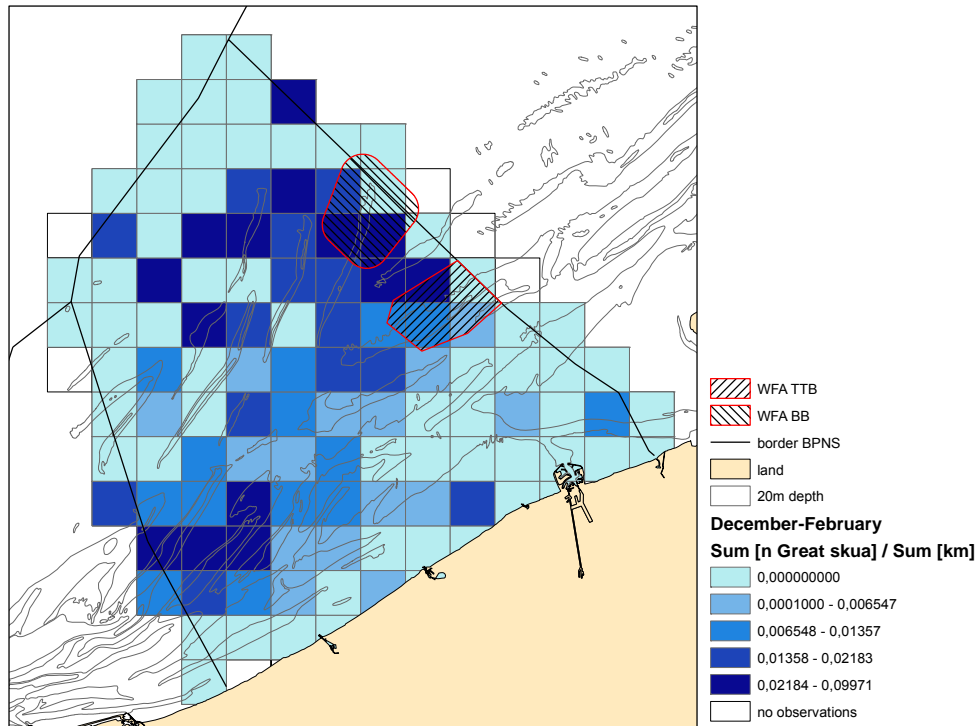 WFA TTB
WFA BB
border BPNS
land
20m depth
December-February
Sum [n Great skua] / Sum [km]
0,000000000
0,0001000 - 0,006547
0,006548 - 0,01357
0,01358 - 0,02183
0,02184 - 0,09971
no observations